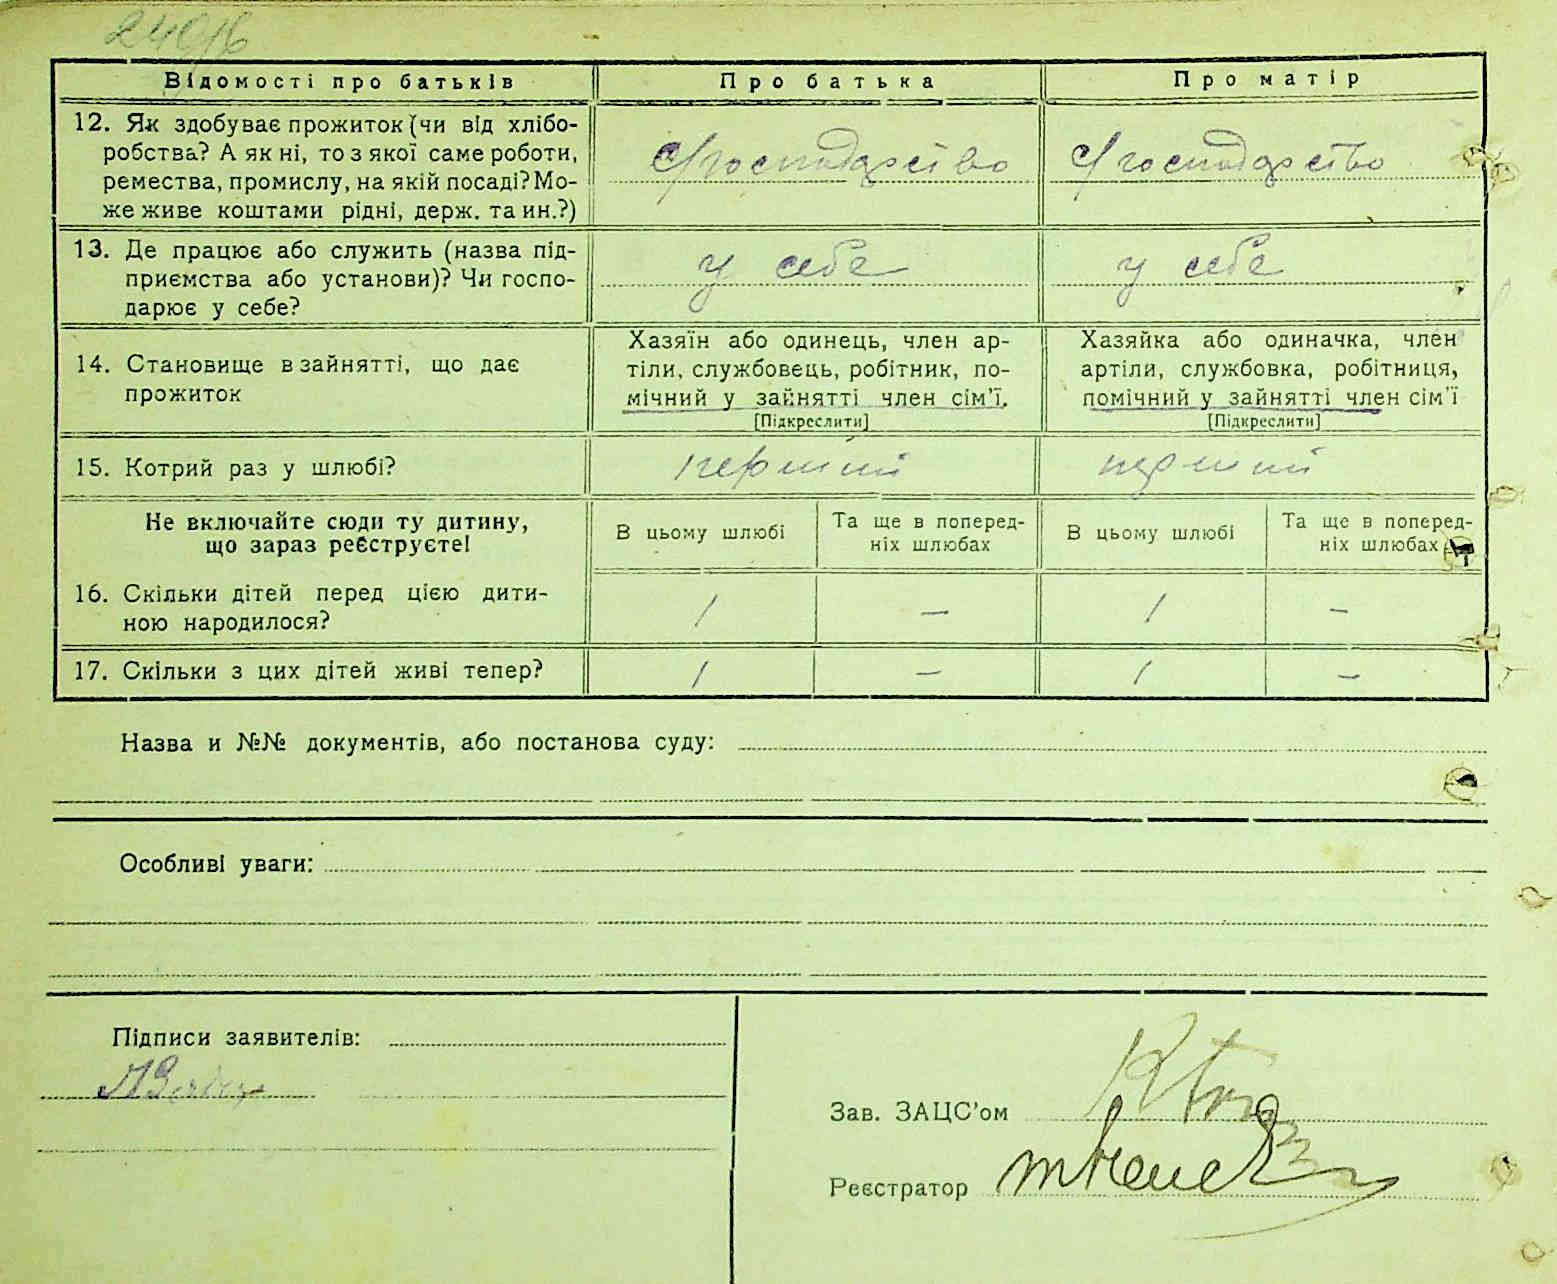 240/6
Відомості про батьків
Про батька
Про матір
12. Як здобуває прожиток (чи від хлібо-
робства? А як ні, то з якої саме роботи,
ремества, промислу, на якій посаді? Мо-
же живе коштами рідні, держ. та ин.?)
с/господарство
с/господарство
13. Де працює або служить (назва під-
приємства або установи)? Чи госпо-
дарює у себе?
у себе
у себе
14. Становище в зайнятті, що дає
прожиток
Хазяїн або одинець, член ар-
тіли, службовець, робітник, по-
мічний у зайнятті член сім'ї.
[Підкреслити]
Хазяйка або одиначка, член
артіли, службовка, робітниця,
помічний у зайнятті член сім'ї
[Підкреслити]
15. Котрий раз у шлюбі?
перший
перший
Не включайте сюди ту дитину,
що зараз реєструєте!
В цьому шлюбі
Та ще в поперед-
ніх шлюбах
В цьому шлюбі
Та ще в поперед-
ніх шлюбах
16. Скільки дітей перед цією дити-
ною народилося?
1
—
1
—
17. Скільки з цих дітей живі тепер?
1
—
1
—
Назва и №№ документів, або постанова суду:
Особливі уваги:
Підписи заявителів:
Зав. ЗАЦС'ом
Реєстратор